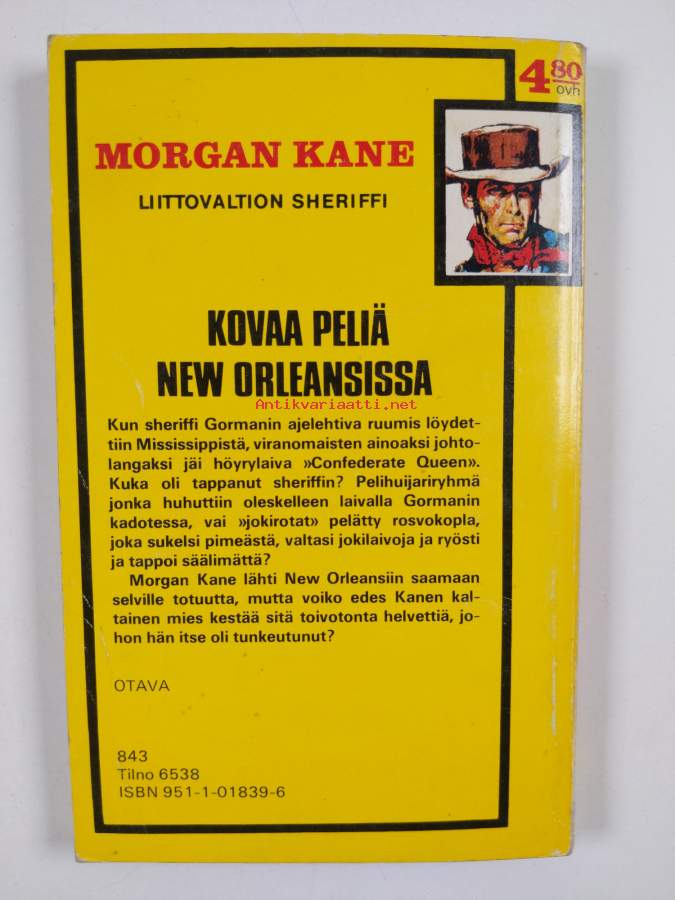 4 80
ovh
MORGAN KANE
LIITTOVALTION SHERIFFI
KOVAA PELIÄ
NEW ORLEANSISSA
Antikvariaatti.net
Kun sheriffi Gormanin ajelehtiva ruumis löydet-
tiin Mississippistä, viranomaisten ainoaksi johto-
langaksi jäi höyrylaiva »Confederate Queen».
Kuka oli tappanut sheriffin? Pelihuijariryhmä
jonka huhuttiin oleskelleen laivalla Gormanin
kadotessa, vai »jokirotat» pelätty rosvokopla,
joka sukelsi pimeästä, valtasi jokilaivoja ja ryösti
ja tappoi säälimättä?
Morgan Kane lähti New Orleansiin saamaan
selville totuutta, mutta voiko edes Kanen kal-
tainen mies kestää sitä toivotonta helvettiä, jo-
hon hän itse oli tunkeutunut?
OTAVA
843
Tilno 6538
ISBN 951-1-01839-6